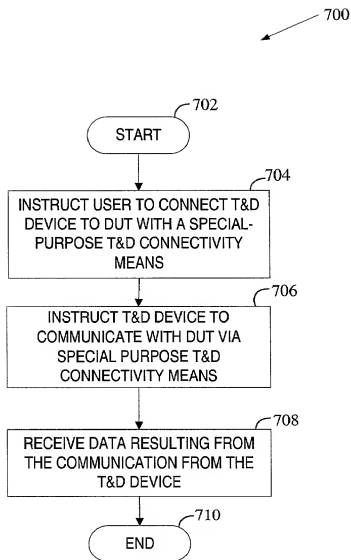 700
702
START
704
INSTRUCT USER TO CONNECT T&D
DEVICE TO DUT WITH A SPECIAL-
PURPOSE T&D CONNECTIVITY
MEANS
706
INSTRUCT T&D DEVICE TO
COMMUNICATE WITH DUT VIA
SPECIAL PURPOSE T&D
CONNECTIVITY MEANS
708
RECEIVE DATA RESULTING FROM
THE COMMUNICATION FROM THE
T&D DEVICE
710
END